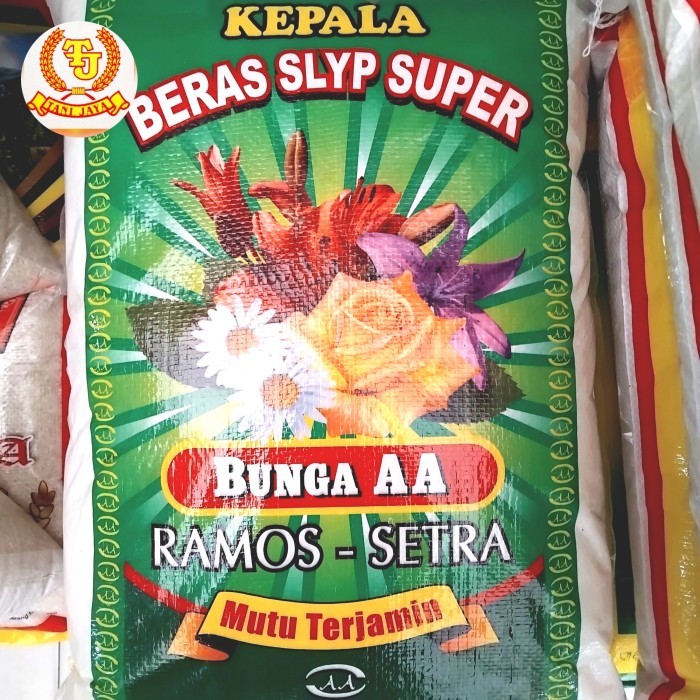 TJ
TANI JAYA
KEPALA
BERAS SLYP SUPER
BUNGA AA
RAMOS - SETRA
Mutu Terjamin
AA